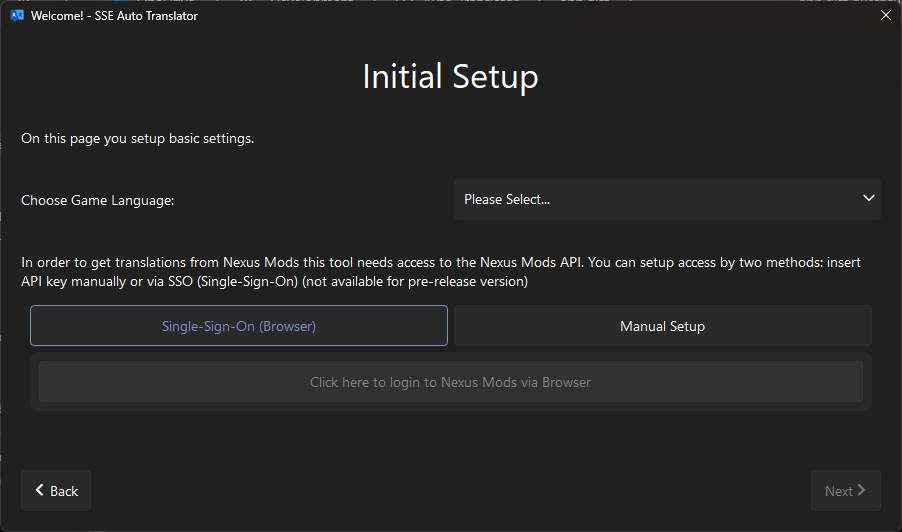 Welcome! - SSE Auto Translator
Initial Setup
On this page you setup basic settings.
Choose Game Language:
Please Select...
In order to get translations from Nexus Mods this tool needs access to the Nexus Mods API. You can setup access by two methods: insert
API key manually or via SSO (Single-Sign-On) (not available for pre-release version)
Single-Sign-On (Browser)
Manual Setup
Click here to login to Nexus Mods via Browser
Back
Next